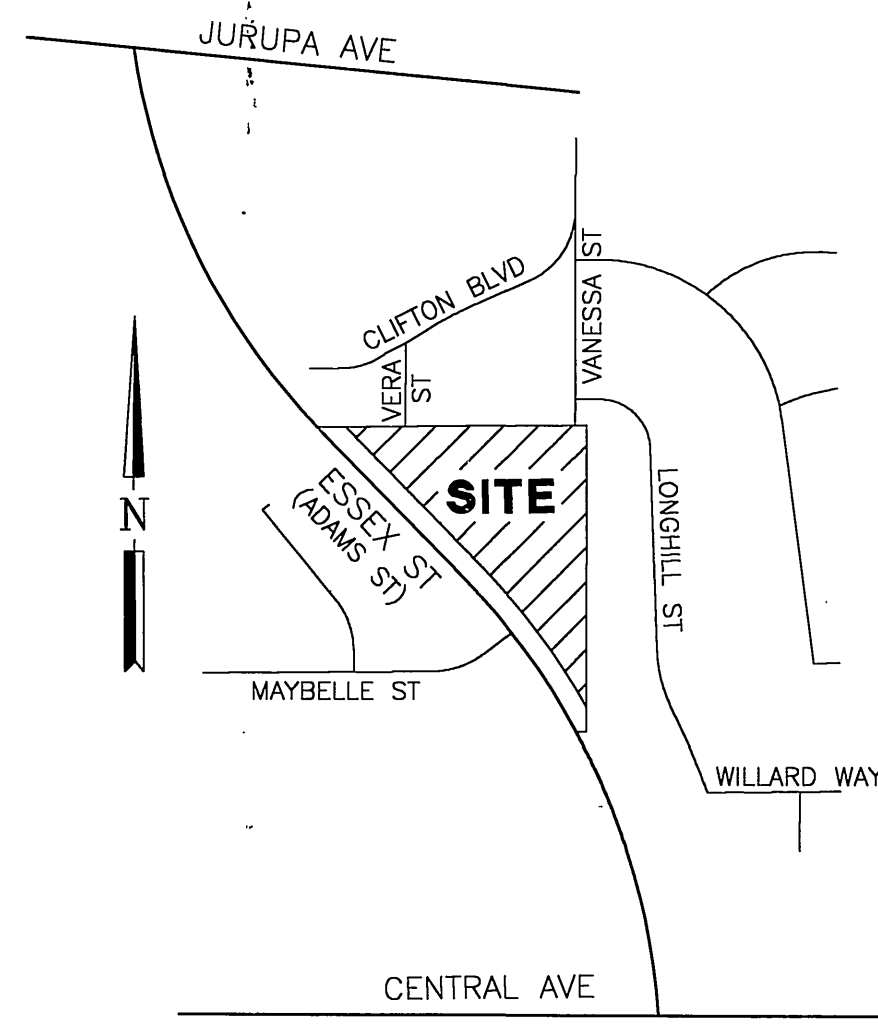 JURUPA AVE
CLIFTON BLVD
VANESSA ST
VERA
ST
SITE
ESSEX ST
(ADAMS ST)
N
LONGHILL ST
MAYBELLE ST
WILLARD WAY
CENTRAL AVE